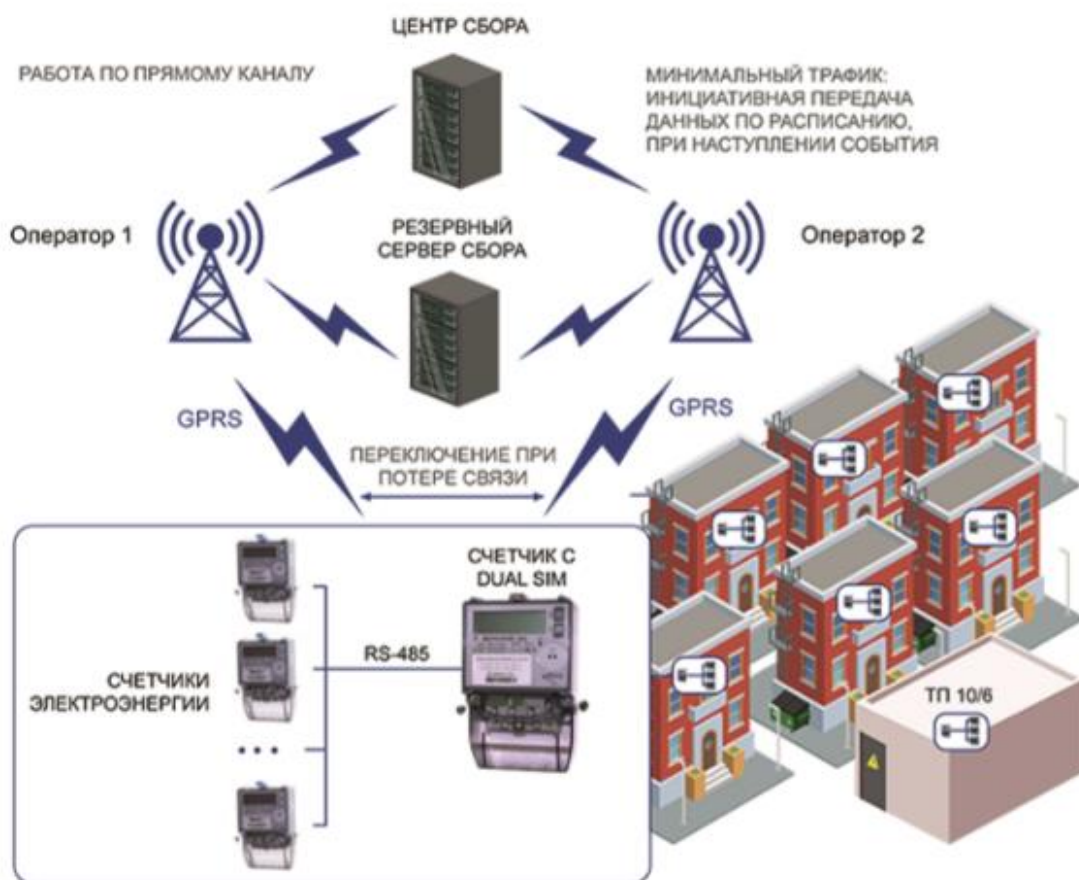 ЦЕНТР СБОРА
РАБОТА ПО ПРЯМОМУ КАНАЛУ
МИНИМАЛЬНЫЙ ТРАФИК:
ИНИЦИАТИВНАЯ ПЕРЕДАЧА
ДАННЫХ ПО РАСПИСАНИЮ,
ПРИ НАСТУПЛЕНИИ СОБЫТИЯ
Оператор 1
РЕЗЕРВНЫЙ
СЕРВЕР СБОРА
Оператор 2
GPRS
GPRS
ПЕРЕКЛЮЧЕНИЕ ПРИ
ПОТЕРЕ СВЯЗИ
СЧЕТЧИК С
DUAL SIM
RS-485
СЧЕТЧИКИ
ЭЛЕКТРОЭНЕРГИИ
...
ТП 10/6